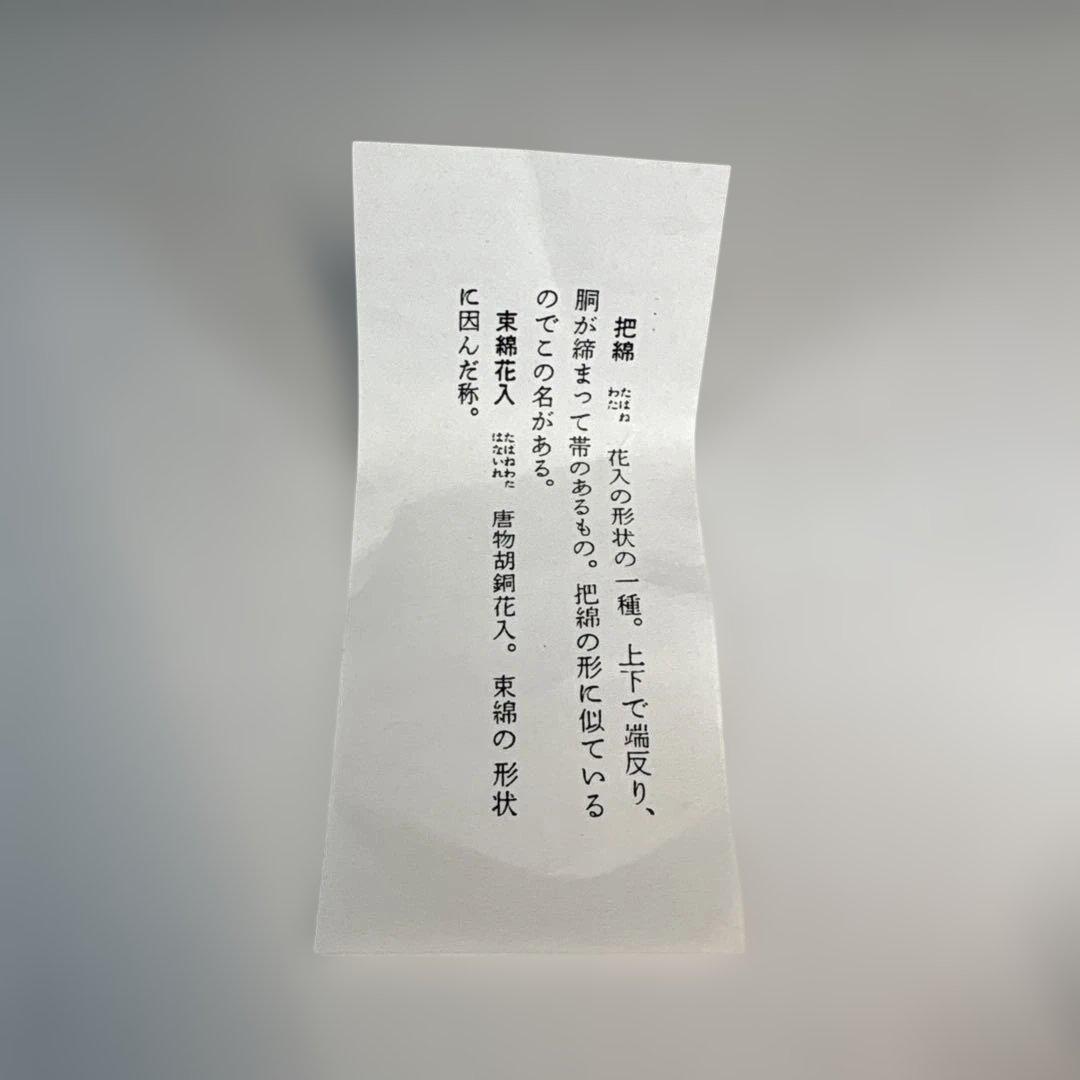 把綿 たばねわた 花入の形状の一種。上下で端反り、
胴が締まって帯のあるもの。把綿の形に似ている
のでこの名がある。
束綿花入 たばねわたはないれ 唐物胡銅花入。束綿の形状
に因んだ称。